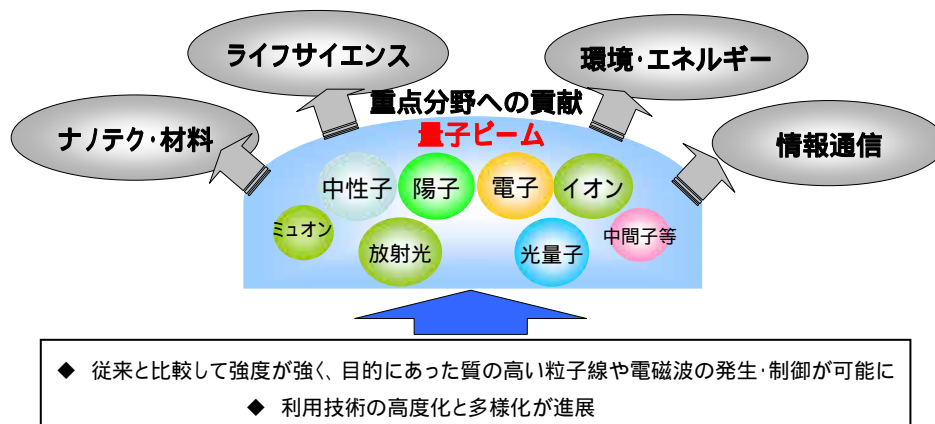 ライフサイエンス
環境・エネルギー
重点分野への貢献
ナノテク・材料
量子ビーム
情報通信
中性子
陽子
電子
イオン
ミュオン
放射光
光量子
中間子等
◆ 従来と比較して強度が強く、目的にあった質の高い粒子線や電磁波の発生・制御が可能に
◆ 利用技術の高度化と多様化が進展